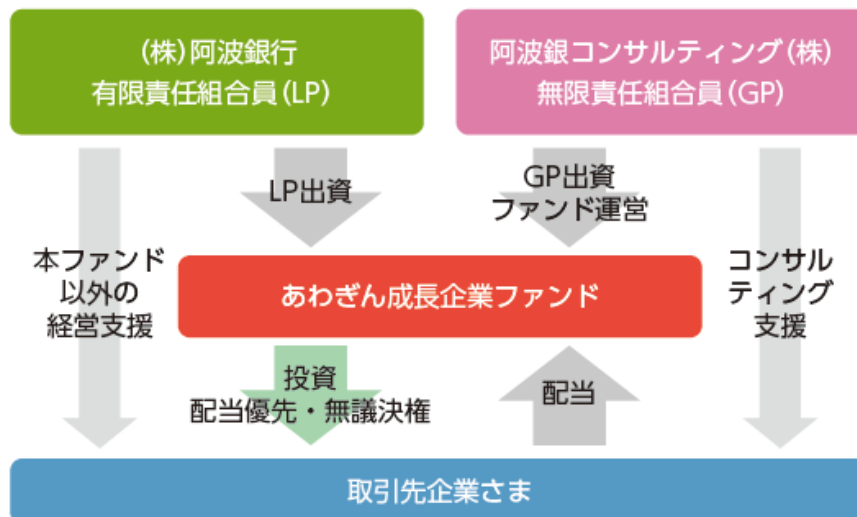 (株)阿波銀行
有限責任組合員(LP)
阿波銀コンサルティング(株)
無限責任組合員(GP)
LP出資
GP出資
ファンド運営
本ファンド
以外の
経営支援
あわぎん成長企業ファンド
コンサル
ティング
支援
投資
配当優先・無議決権
配当
取引先企業さま